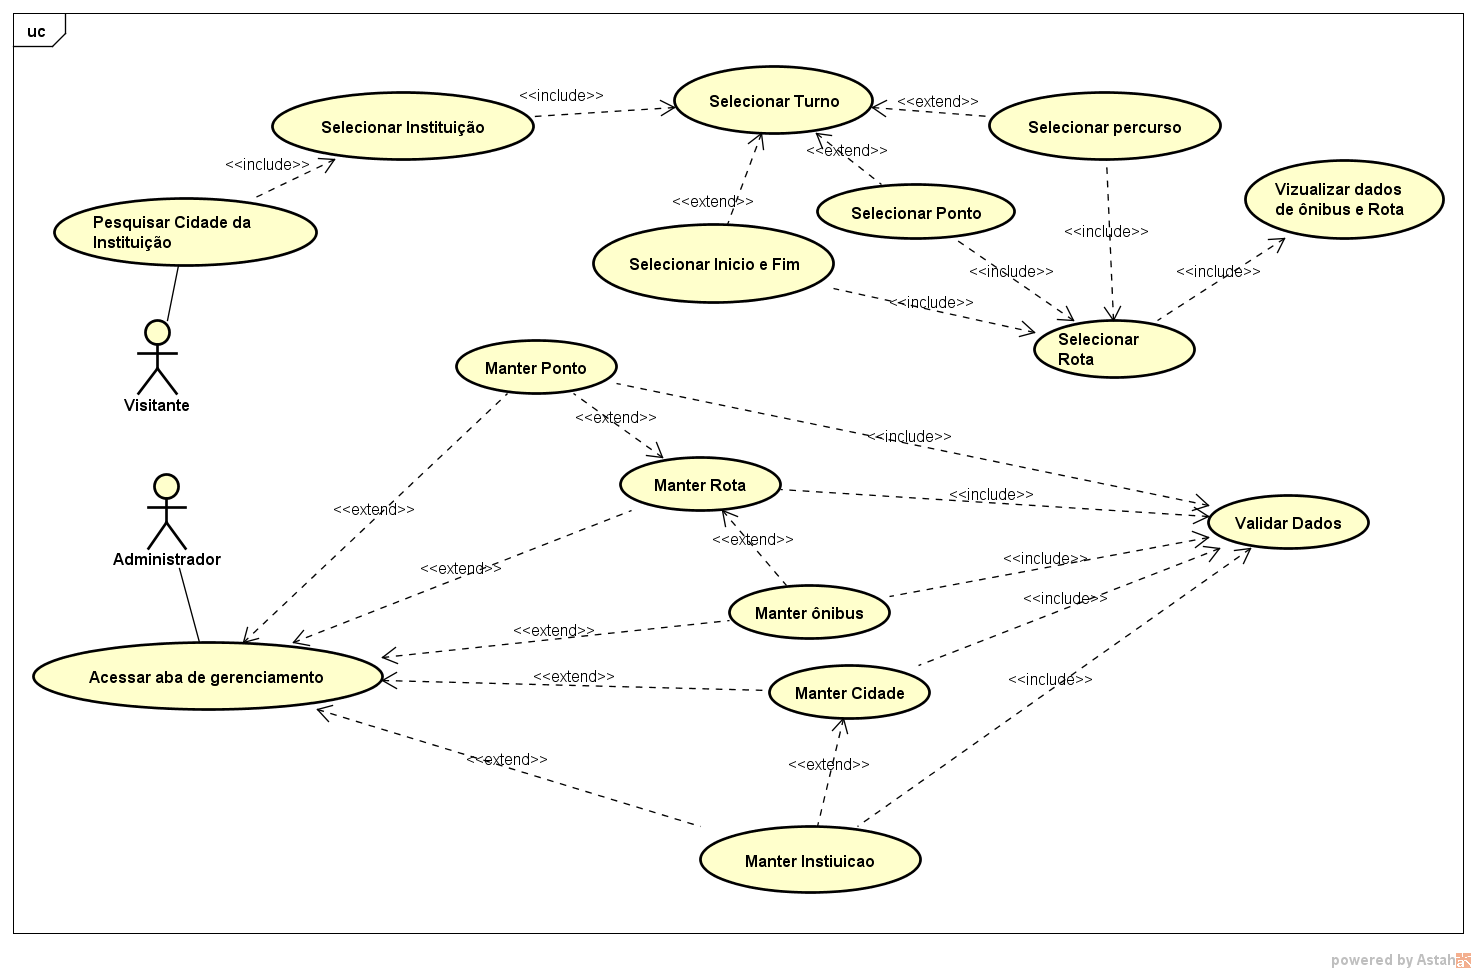 uc
<<include>>
Selecionar Turno
<<extend>>
Selecionar Instituição
Selecionar percurso
<<include>>
<<extend>>
Pesquisar Cidade da
Instituição
<<extend>>
Selecionar Ponto
Vizualizar dados
de ônibus e Rota
<<include>>
Selecionar Inicio e Fim
<<include>>
<<include>>
<<include>>
Selecionar
Rota
Visitante
Manter Ponto
<<extend>>
<<include>>
Manter Rota
<<include>>
<<extend>>
Validar Dados
<<extend>>
Administrador
<<include>>
<<extend>>
<<include>>
Manter ônibus
<<extend>>
Acessar aba de gerenciamento
<<extend>>
<<include>>
Manter Cidade
<<extend>>
<<extend>>
Manter Instiuicao
powered by Astah